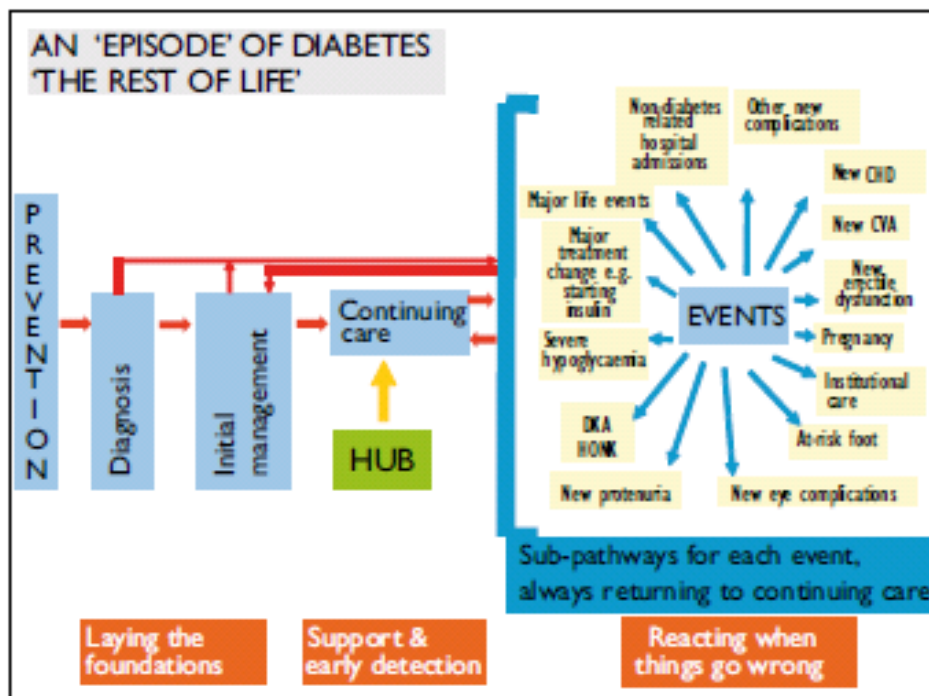 AN ‘EPISODE’ OF DIABETES
‘THE REST OF LIFE’
PREVENTION
Diagnosis
Initial
management
Continuing
care
HUB
Non-diabetes
related
hospital
admissions
Other new
complications
New CHD
Major life events
New CVA
Major
treatment
change e.g.
starting
insulin
New
erectile
dysfunction
EVENTS
Severe
hypoglycaemia
Pregnancy
Institutional
care
DKA
HONK
At-risk foot
New protenuria
New eye complications
Sub-pathways for each event,
always returning to continuing care
Laying the
foundations
Support &
early detection
Reacting when
things go wrong